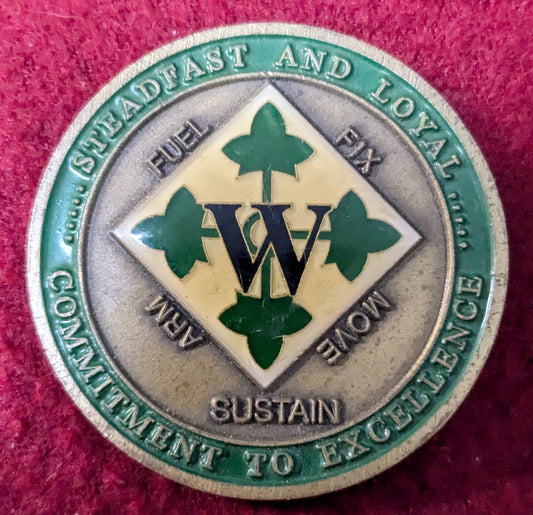 ..... STEADFAST AND LOYAL .....
FUEL
FIX
W
ARM
MOVE
SUSTAIN
COMMITMENT TO EXCELLENCE